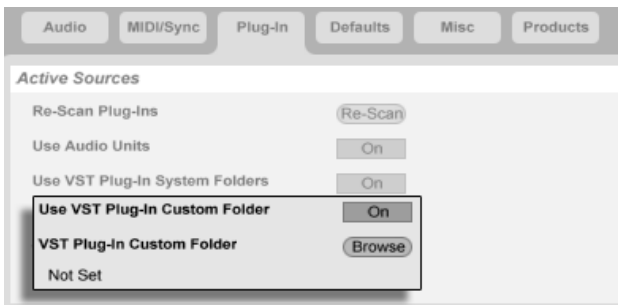 Audio MIDI/Sync Plug-In Defaults Misc Products
Active Sources
Re-Scan Plug-Ins Re-Scan
Use Audio Units On
Use VST Plug-In System Folders On
Use VST Plug-In Custom Folder On
VST Plug-In Custom Folder Browse
Not Set